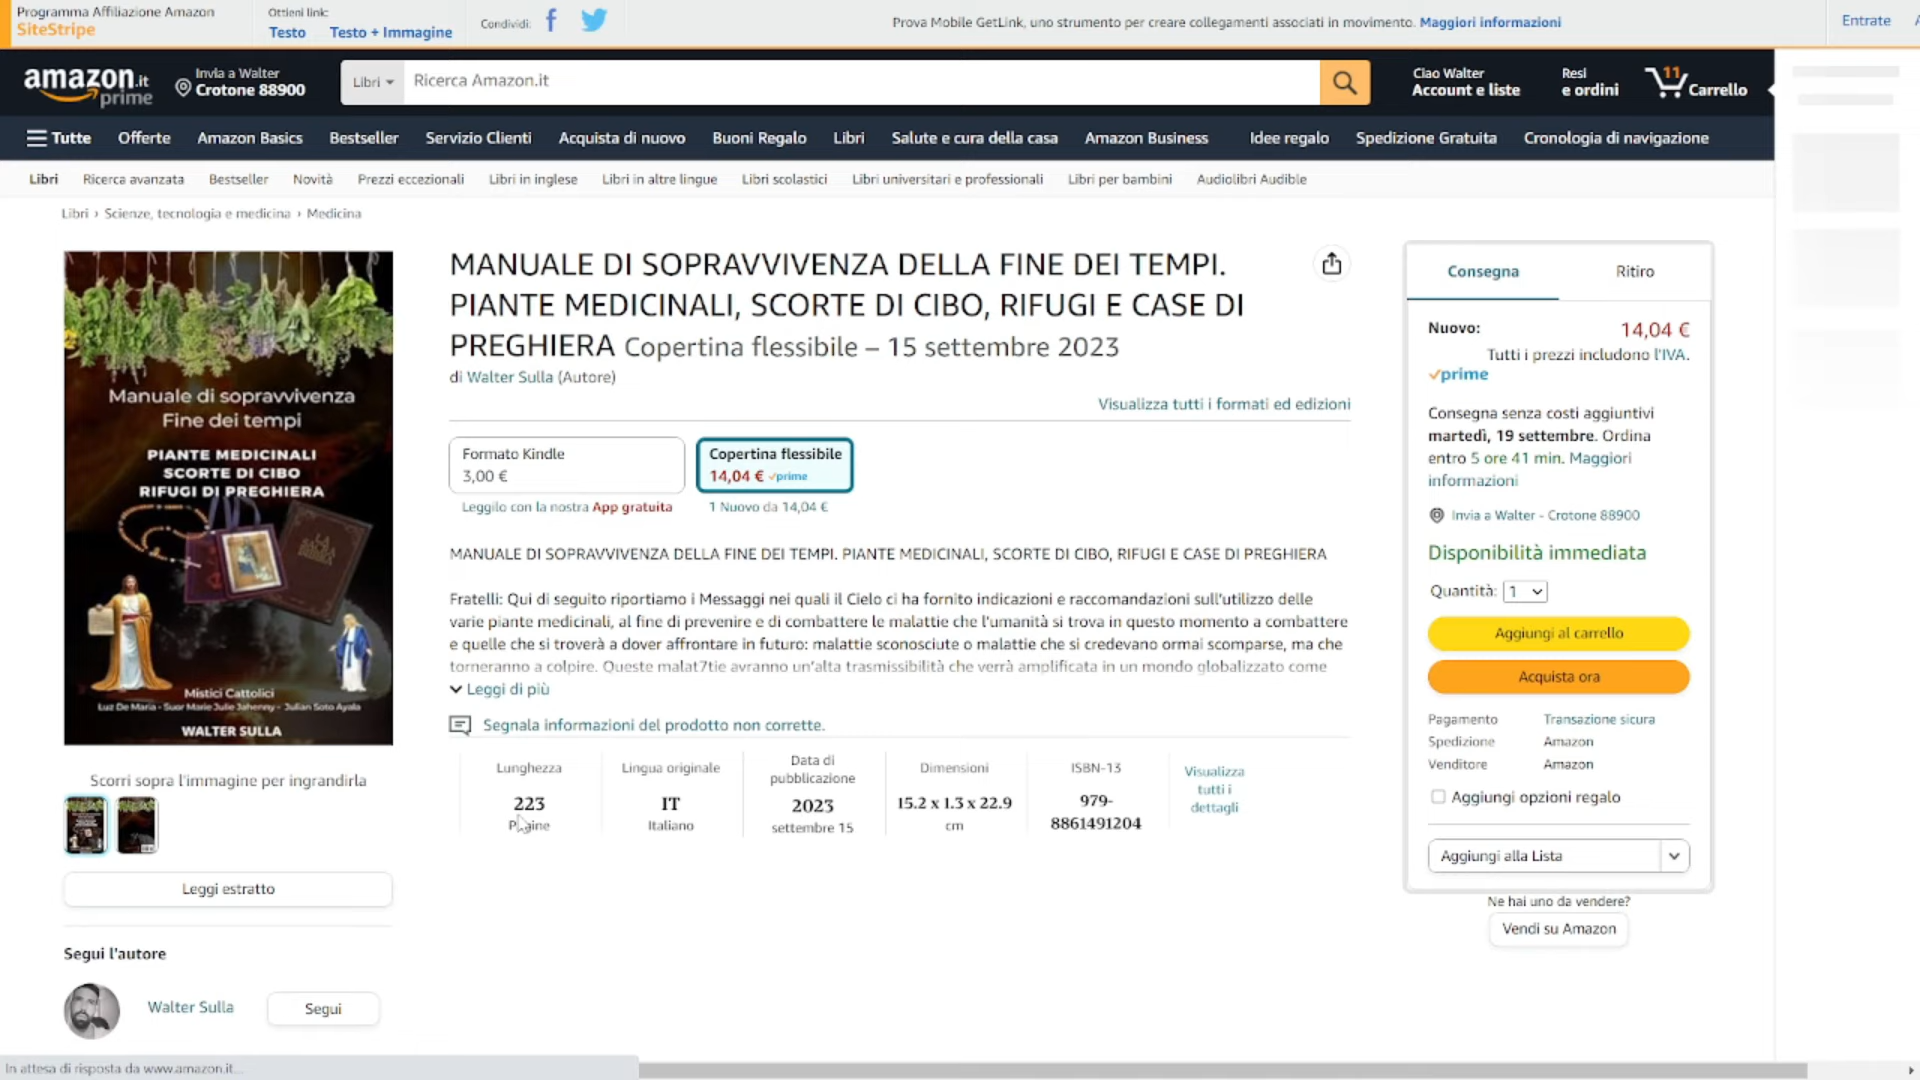 Programma Affiliazione Amazon
SiteStripe
Ottieni link:
Testo
Testo + Immagine
Condividi:
Prova Mobile GetLink, uno strumento per creare collegamenti associati in movimento. Maggiori informazioni
Entrate
amazon.it
prime
Invia a Walter
Crotone 88900
Libri
Ricerca Amazon.it
Ciao Walter
Account e liste
Resi
e ordini
11
Carrello
Tutte
Offerte
Amazon Basics
Bestseller
Servizio Clienti
Acquista di nuovo
Buoni Regalo
Libri
Salute e cura della casa
Amazon Business
Idee regalo
Spedizione Gratuita
Cronologia di navigazione
Libri
Ricerca avanzata
Bestseller
Novità
Prezzi eccezionali
Libri in inglese
Libri in altre lingue
Libri scolastici
Libri universitari e professionali
Libri per bambini
Audiolibri Audible
Libri › Scienze, tecnologia e medicina › Medicina
Manuale di sopravvivenza
Fine dei tempi
PIANTE MEDICINALI
SCORTE DI CIBO
RIFUGI DI PREGHIERA
LA SACRA BIBBIA
Mistici Cattolici
Luz De Maria - Suor Marie Julie Jahenny - Julian Soto Ayala
WALTER SULLA
Scorri sopra l'immagine per ingrandirla
Leggi estratto
Segui l'autore
Walter Sulla
Segui
MANUALE DI SOPRAVVIVENZA DELLA FINE DEI TEMPI.
PIANTE MEDICINALI, SCORTE DI CIBO, RIFUGI E CASE DI
PREGHIERA Copertina flessibile – 15 settembre 2023
di Walter Sulla (Autore)
Visualizza tutti i formati ed edizioni
Formato Kindle
3,00 €
Leggilo con la nostra App gratuita
Copertina flessibile
14,04 € prime
1 Nuovo da 14,04 €
MANUALE DI SOPRAVVIVENZA DELLA FINE DEI TEMPI. PIANTE MEDICINALI, SCORTE DI CIBO, RIFUGI E CASE DI PREGHIERA
Fratelli: Qui di seguito riportiamo i Messaggi nei quali il Cielo ci ha fornito indicazioni e raccomandazioni sull'utilizzo delle
varie piante medicinali, al fine di prevenire e di combattere le malattie che l'umanità si trova in questo momento a combattere
e quelle che si troverà a dover affrontare in futuro: malattie sconosciute o malattie che si credevano ormai scomparse, ma che
torneranno a colpire. Queste malat7tie avranno un'alta trasmissibilità che verrà amplificata in un mondo globalizzato come
Leggi di più
Segnala informazioni del prodotto non corrette.
Lunghezza
223
Pagine
Lingua originale
IT
Italiano
Data di
pubblicazione
2023
settembre 15
Dimensioni
15.2 x 1.3 x 22.9
cm
ISBN-13
979-
8861491204
Visualizza
tutti i
dettagli
Consegna
Ritiro
Nuovo:
14,04 €
Tutti i prezzi includono l'IVA.
prime
Consegna senza costi aggiuntivi
martedì, 19 settembre. Ordina
entro 5 ore 41 min. Maggiori
informazioni
Invia a Walter - Crotone 88900
Disponibilità immediata
Quantità: 1
Aggiungi al carrello
Acquista ora
Pagamento
Transazione sicura
Spedizione
Amazon
Venditore
Amazon
Aggiungi opzioni regalo
Aggiungi alla Lista
Ne hai uno da vendere?
Vendi su Amazon
In attesa di risposta da www.amazon.it...